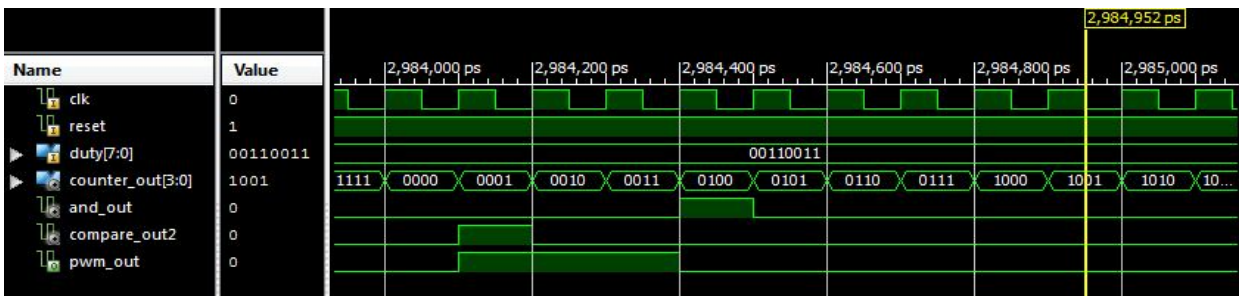 2,984,952 ps
Name Value 2,984,000 ps 2,984,200 ps 2,984,400 ps 2,984,600 ps 2,984,800 ps 2,985,000 ps
clk 0
reset 1
duty[7:0] 00110011 00110011
counter_out[3:0] 1001 1111 0000 0001 0010 0011 0100 0101 0110 0111 1000 1001 1010 10...
and_out 0
compare_out2 0
pwm_out 0